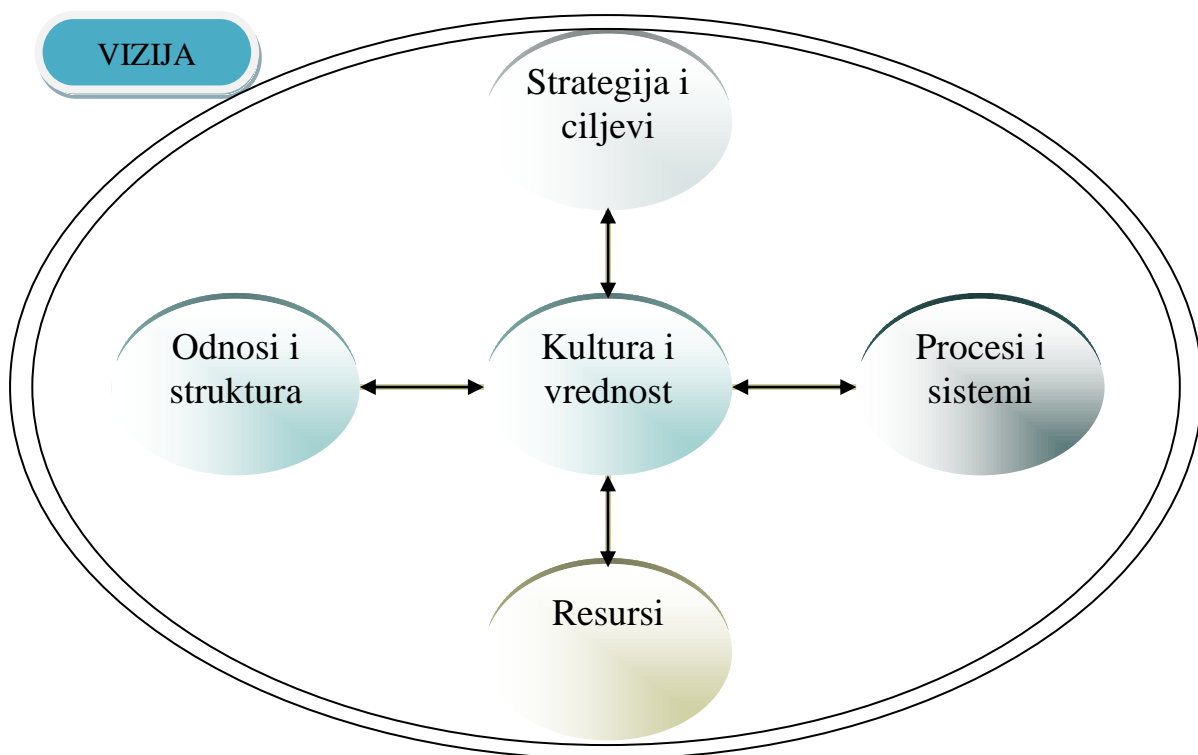 VIZIJA
Strategija i
ciljevi
Odnosi i
struktura
Kultura i
vrednost
Procesi i
sistemi
Resursi